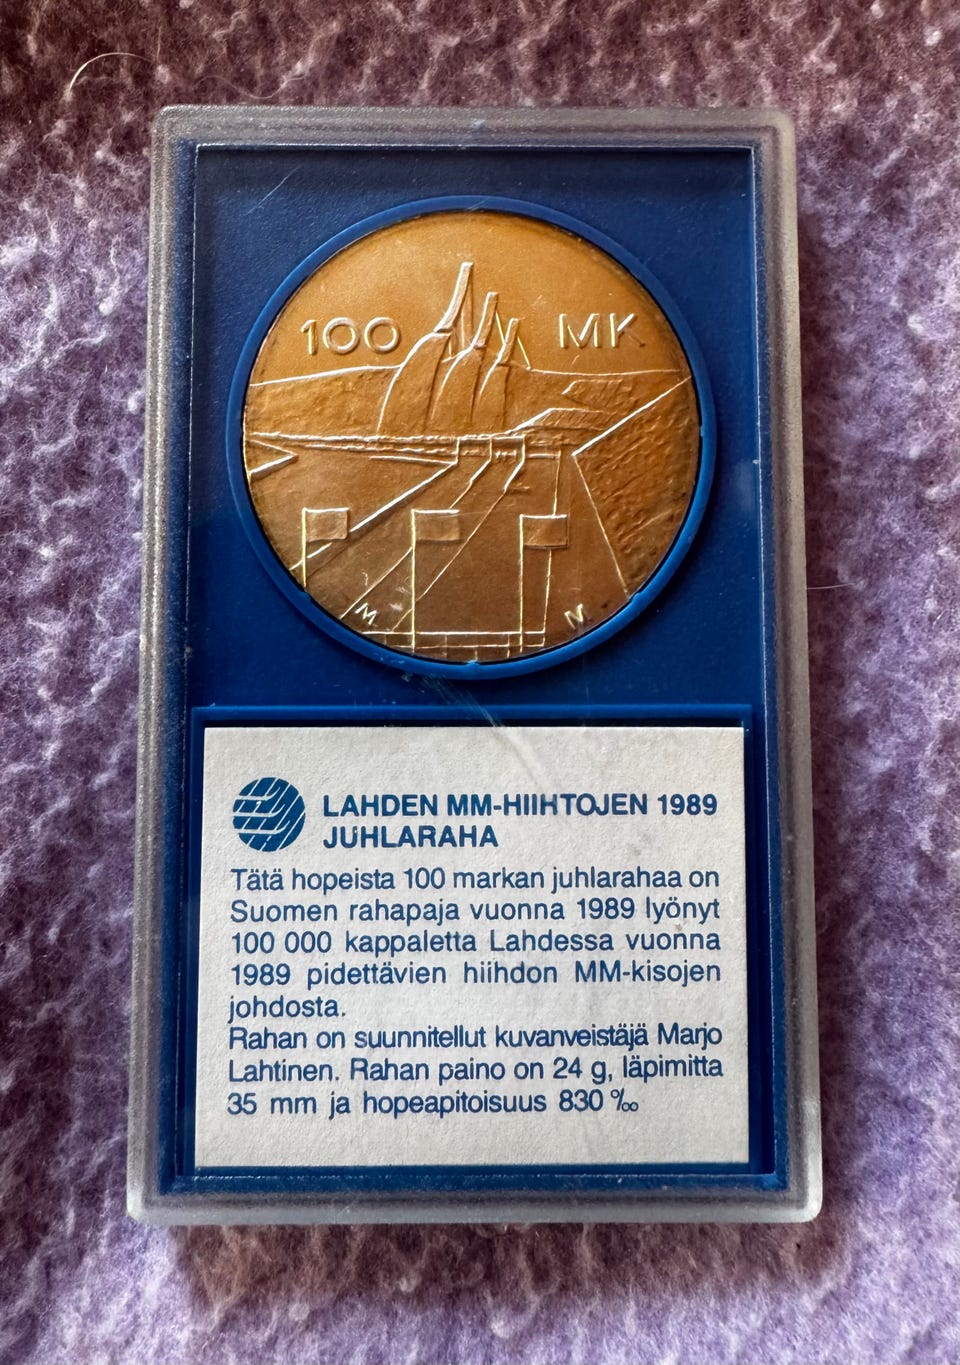 100 MK
M M
LAHDEN MM-HIIHTOJEN 1989
JUHLARAHA
Tätä hopeista 100 markan juhlarahaa on
Suomen rahapaja vuonna 1989 lyönyt
100 000 kappaletta Lahdessa vuonna
1989 pidettävien hiihdon MM-kisojen
johdosta.
Rahan on suunnitellut kuvanveistäjä Marjo
Lahtinen. Rahan paino on 24 g, läpimitta
35 mm ja hopeapitoisuus 830 ‰